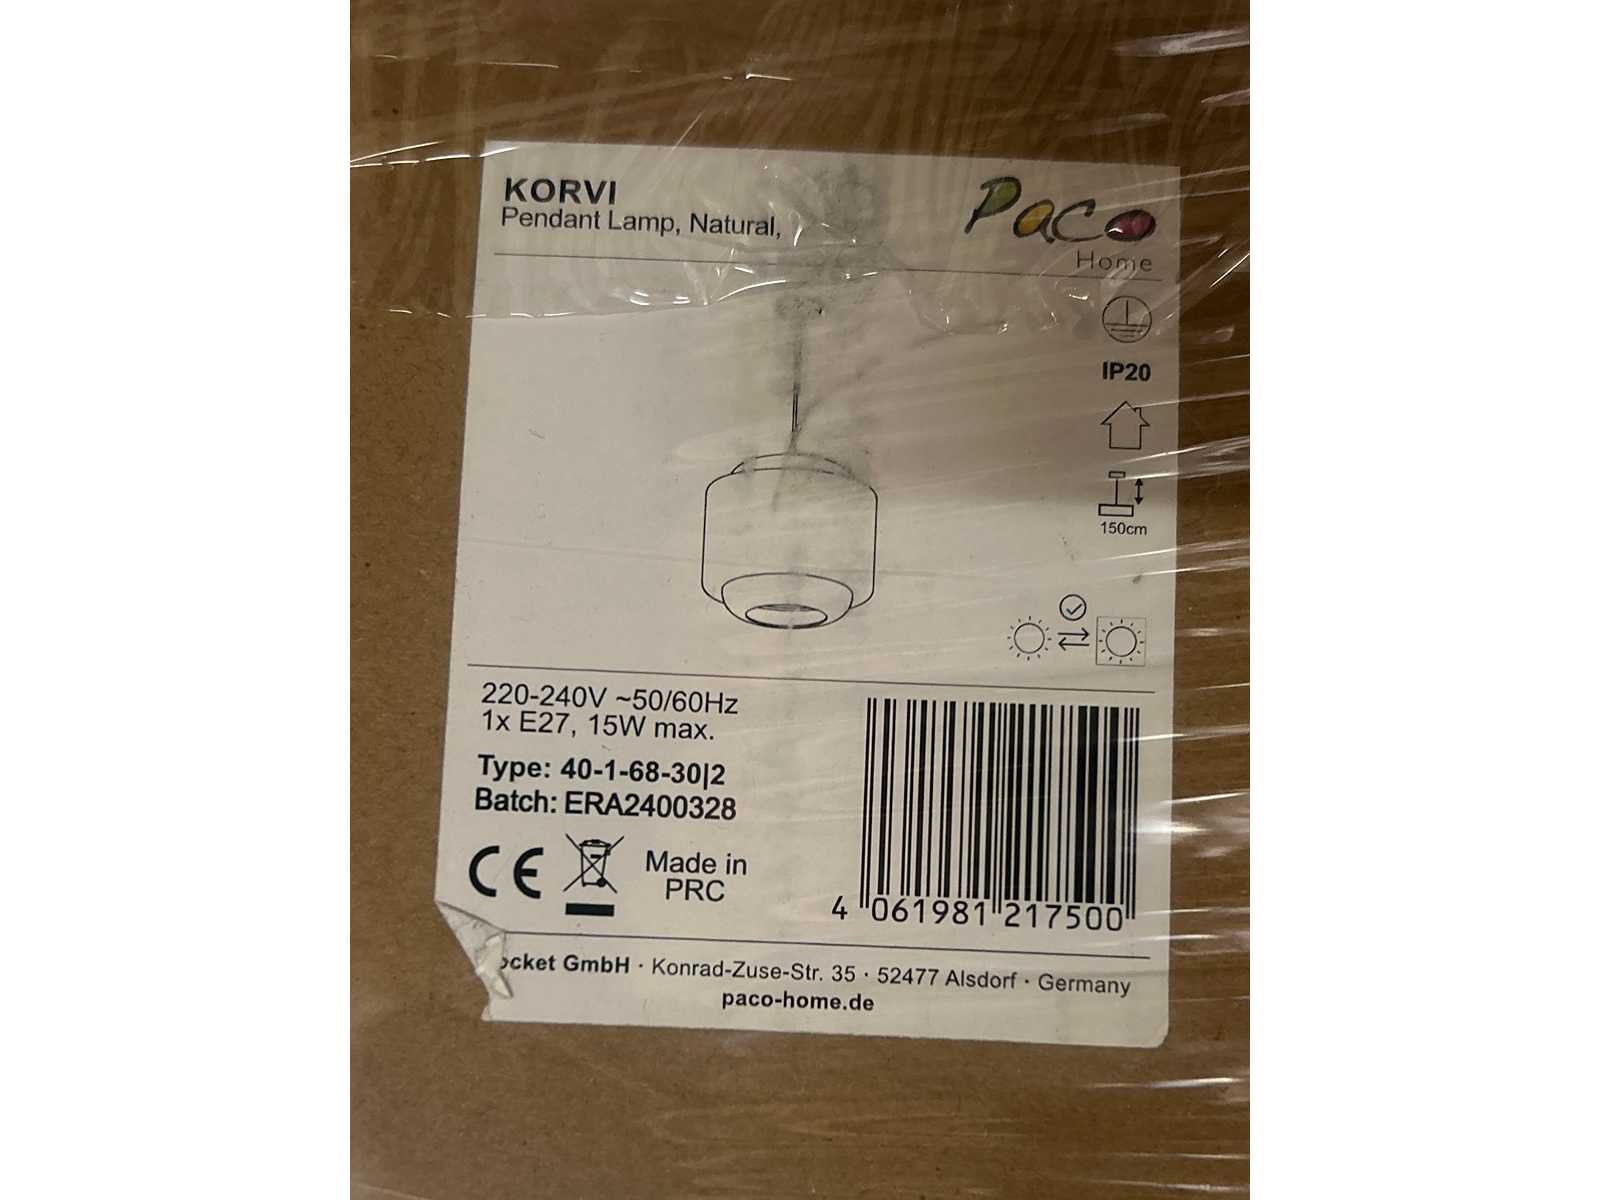 KORVI
Pendant Lamp, Natural,
Paco
Home
IP20
150cm
220-240V ~50/60Hz
1x E27, 15W max.
Type: 40-1-68-30|2
Batch: ERA2400328
CE
Made in
PRC
4 061981 217500
ocket GmbH · Konrad-Zuse-Str. 35 · 52477 Alsdorf · Germany
paco-home.de